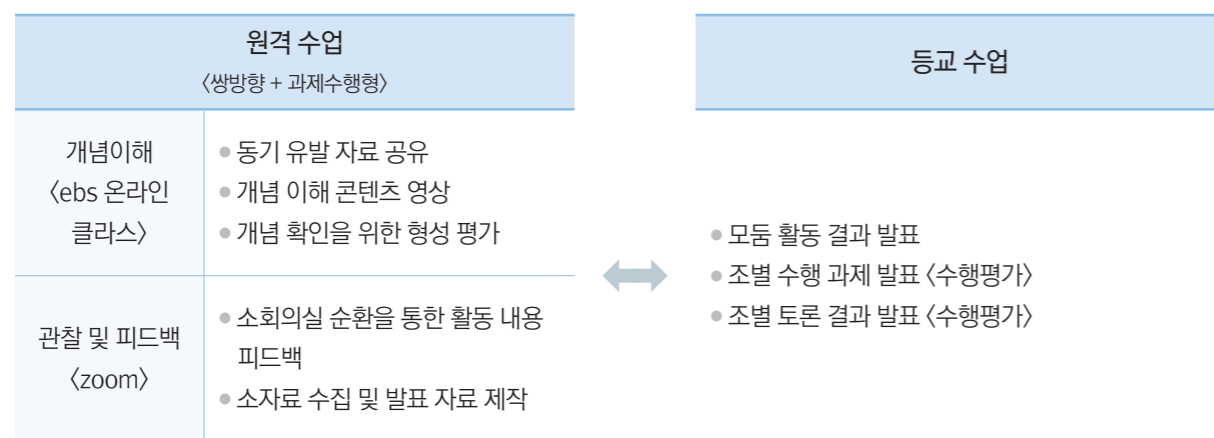 원격 수업
〈쌍방향 + 과제수행형〉
개념이해
〈ebs 온라인
클라스〉
● 동기 유발 자료 공유
● 개념 이해 콘텐츠 영상
● 개념 확인을 위한 형성 평가
관찰 및 피드백
〈zoom〉
● 소회의실 순환을 통한 활동 내용
피드백
● 소자료 수집 및 발표 자료 제작
등교 수업
● 모둠 활동 결과 발표
● 조별 수행 과제 발표 〈수행평가〉
● 조별 토론 결과 발표 〈수행평가〉